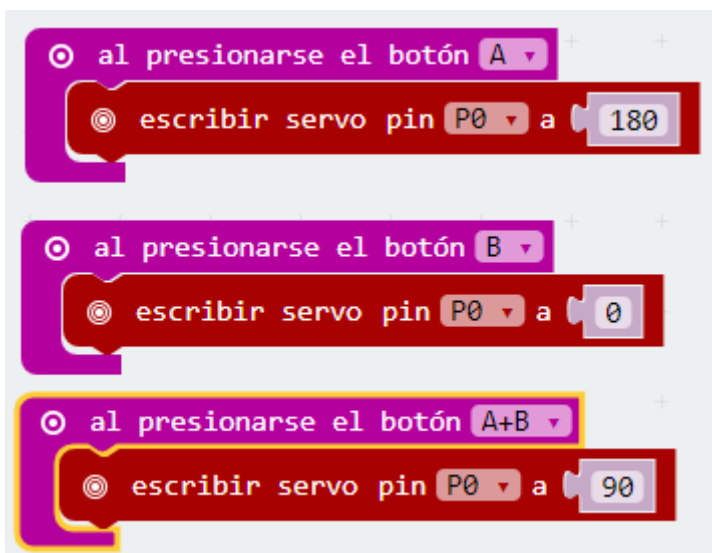 al presionarse el botón A
escribir servo pin P0 a 180
al presionarse el botón B
escribir servo pin P0 a 0
al presionarse el botón A+B
escribir servo pin P0 a 90